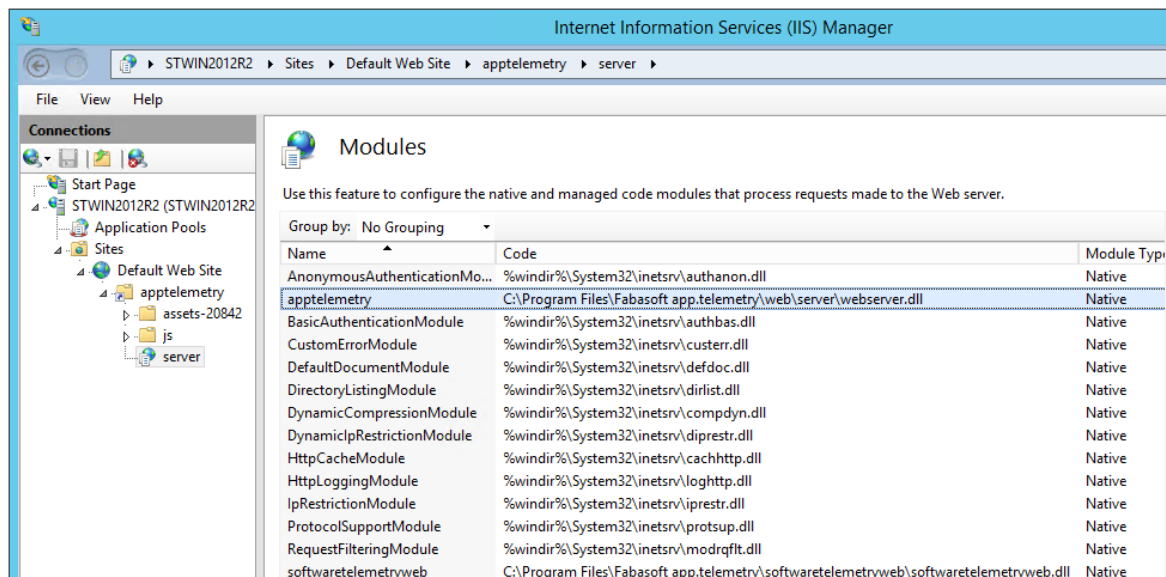 Internet Information Services (IIS) Manager
STWIN2012R2 Sites Default Web Site apptelemetry server
File View Help
Connections
Start Page
STWIN2012R2 (STWIN2012R2
Application Pools
Sites
Default Web Site
apptelemetry
assets-20842
js
server
Modules
Use this feature to configure the native and managed code modules that process requests made to the Web server.
Group by: No Grouping
Name Code Module Type
AnonymousAuthenticationMo... %windir%\System32\inetsrv\authanon.dll Native
apptelemetry C:\Program Files\Fabasoft app.telemetry\web\server\webserver.dll Native
BasicAuthenticationModule %windir%\System32\inetsrv\authbas.dll Native
CustomErrorModule %windir%\System32\inetsrv\custerr.dll Native
DefaultDocumentModule %windir%\System32\inetsrv\defdoc.dll Native
DirectoryListingModule %windir%\System32\inetsrv\dirlist.dll Native
DynamicCompressionModule %windir%\System32\inetsrv\compdyn.dll Native
DynamicIpRestrictionModule %windir%\System32\inetsrv\diprestr.dll Native
HttpCacheModule %windir%\System32\inetsrv\cachhttp.dll Native
HttpLoggingModule %windir%\System32\inetsrv\loghttp.dll Native
IpRestrictionModule %windir%\System32\inetsrv\iprestr.dll Native
ProtocolSupportModule %windir%\System32\inetsrv\protsup.dll Native
RequestFilteringModule %windir%\System32\inetsrv\modrqflt.dll Native
softwaretelemetryweb C:\Program Files\Fabasoft app.telemetry\softwaretelemetryweb\softwaretelemetryweb.dll Native